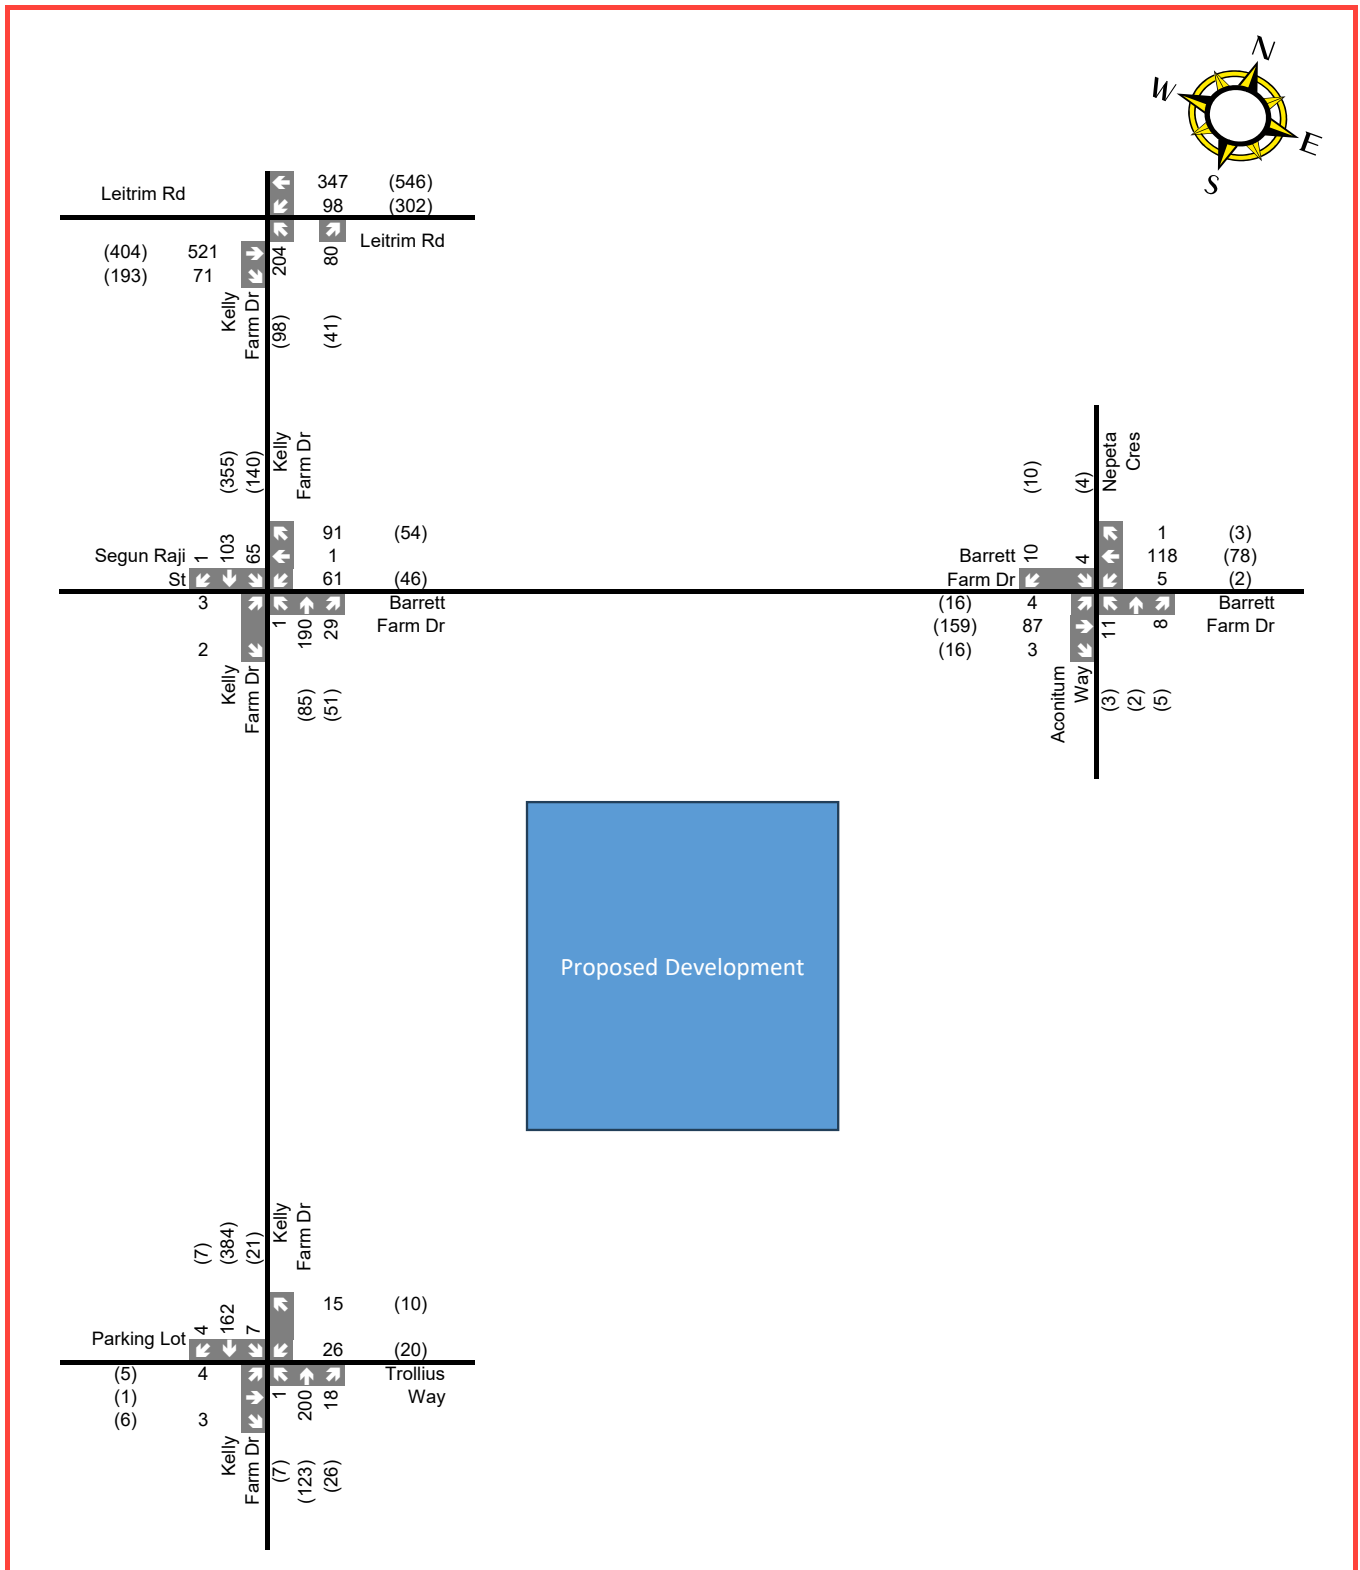 N
W
E
S
Leitrim Rd
347 (546)
98 (302)
Leitrim Rd
(404) 521
(193) 71
204
80
Kelly
Farm Dr
(98)
(41)
(355)
(140)
Kelly
Farm Dr
1
103
65
Segun Raji
St
91 (54)
1
61 (46)
3
2
1
190
29
Barrett
Farm Dr
Kelly
Farm Dr
(85)
(51)
(10)
(4)
Nepeta
Cres
10
4
Barrett
Farm Dr
1 (3)
118 (78)
5 (2)
(16) 4
(159) 87
(16) 3
11
8
Barrett
Farm Dr
Aconitum
Way
(3)
(2)
(5)
Proposed Development
(7)
(384)
(21)
Kelly
Farm Dr
4
162
7
Parking Lot
15 (10)
26 (20)
(5) 4
(1)
(6) 3
1
200
18
Trollius
Way
Kelly
Farm Dr
(7)
(123)
(26)